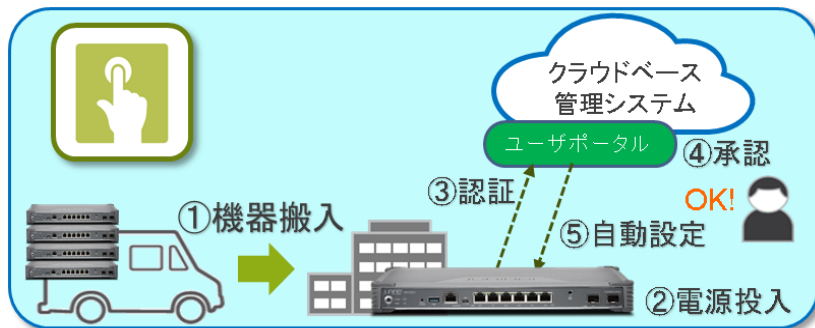 クラウドベース
管理システム
ユーザポータル
④承認
③認証
OK!
①機器搬入
⑤自動設定
②電源投入